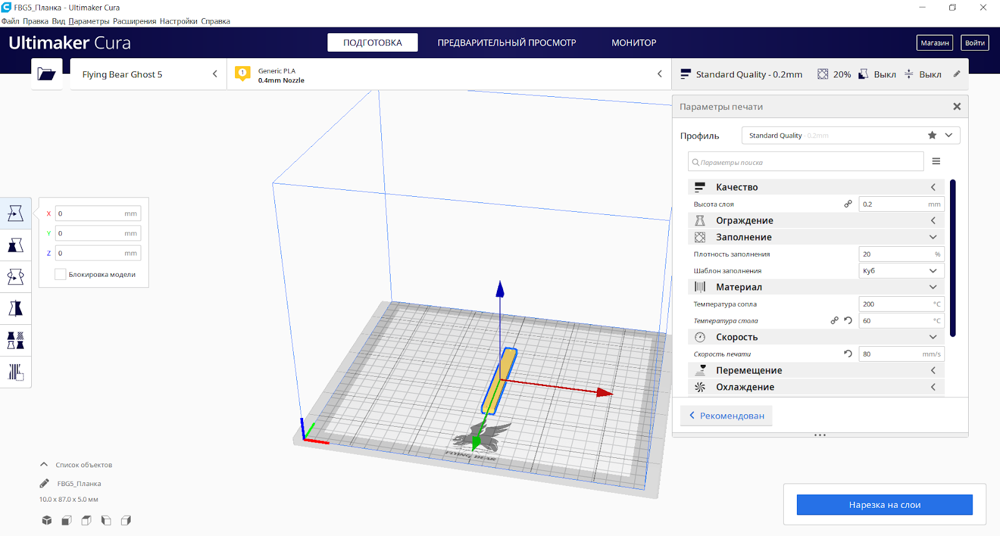 FBG5_Планка - Ultimaker Cura
Файл Правка Вид Параметры Расширения Настройки Справка
Ultimaker Cura
ПОДГОТОВКА
ПРЕДВАРИТЕЛЬНЫЙ ПРОСМОТР
МОНИТОР
Магазин
Войти
Flying Bear Ghost 5
1
Generic PLA
0.4mm Nozzle
Standard Quality - 0.2mm
20%
Выкл
Выкл
Параметры печати
Профиль
Standard Quality - 0.2mm
Параметры поиска
Качество
Высота слоя
0.2 mm
Ограждение
Заполнение
Плотность заполнения
20 %
Шаблон заполнения
Куб
Материал
Температура сопла
200 °C
Температура стола
60 °C
Скорость
Скорость печати
80 mm/s
Перемещение
Охлаждение
Рекомендован
X 0 mm
Y 0 mm
Z 0 mm
Блокировка модели
FLYING BEAR
Список объектов
FBG5_Планка
10.0 x 87.0 x 5.0 мм
Нарезка на слои